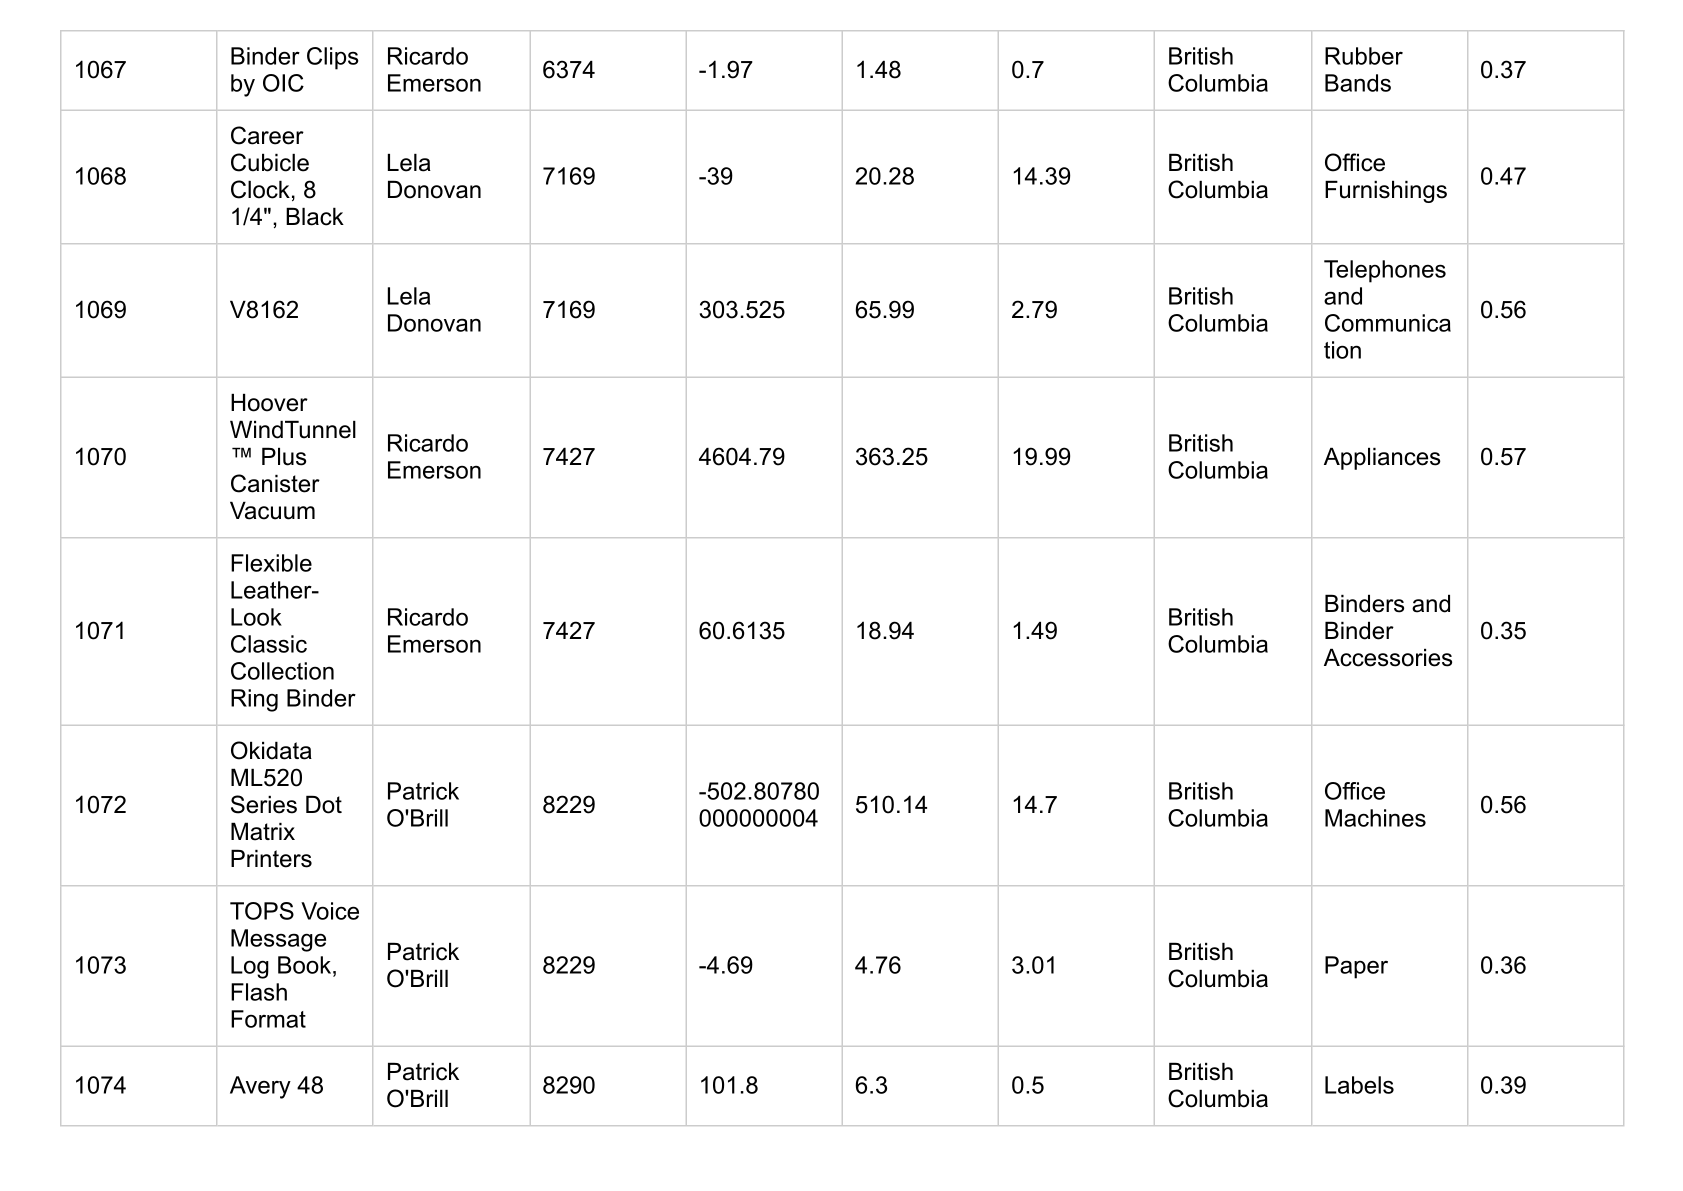 1067
Binder Clips
by OIC
Ricardo
Emerson
6374
-1.97
1.48
0.7
British
Columbia
Rubber
Bands
0.37
1068
Career
Cubicle
Clock, 8
1/4", Black
Lela
Donovan
7169
-39
20.28
14.39
British
Columbia
Office
Furnishings
0.47
1069
V8162
Lela
Donovan
7169
303.525
65.99
2.79
British
Columbia
Telephones
and
Communica
tion
0.56
1070
Hoover
WindTunnel
™ Plus
Canister
Vacuum
Ricardo
Emerson
7427
4604.79
363.25
19.99
British
Columbia
Appliances
0.57
1071
Flexible
Leather-
Look
Classic
Collection
Ring Binder
Ricardo
Emerson
7427
60.6135
18.94
1.49
British
Columbia
Binders and
Binder
Accessories
0.35
1072
Okidata
ML520
Series Dot
Matrix
Printers
Patrick
O'Brill
8229
-502.80780
000000004
510.14
14.7
British
Columbia
Office
Machines
0.56
1073
TOPS Voice
Message
Log Book,
Flash
Format
Patrick
O'Brill
8229
-4.69
4.76
3.01
British
Columbia
Paper
0.36
1074
Avery 48
Patrick
O'Brill
8290
101.8
6.3
0.5
British
Columbia
Labels
0.39